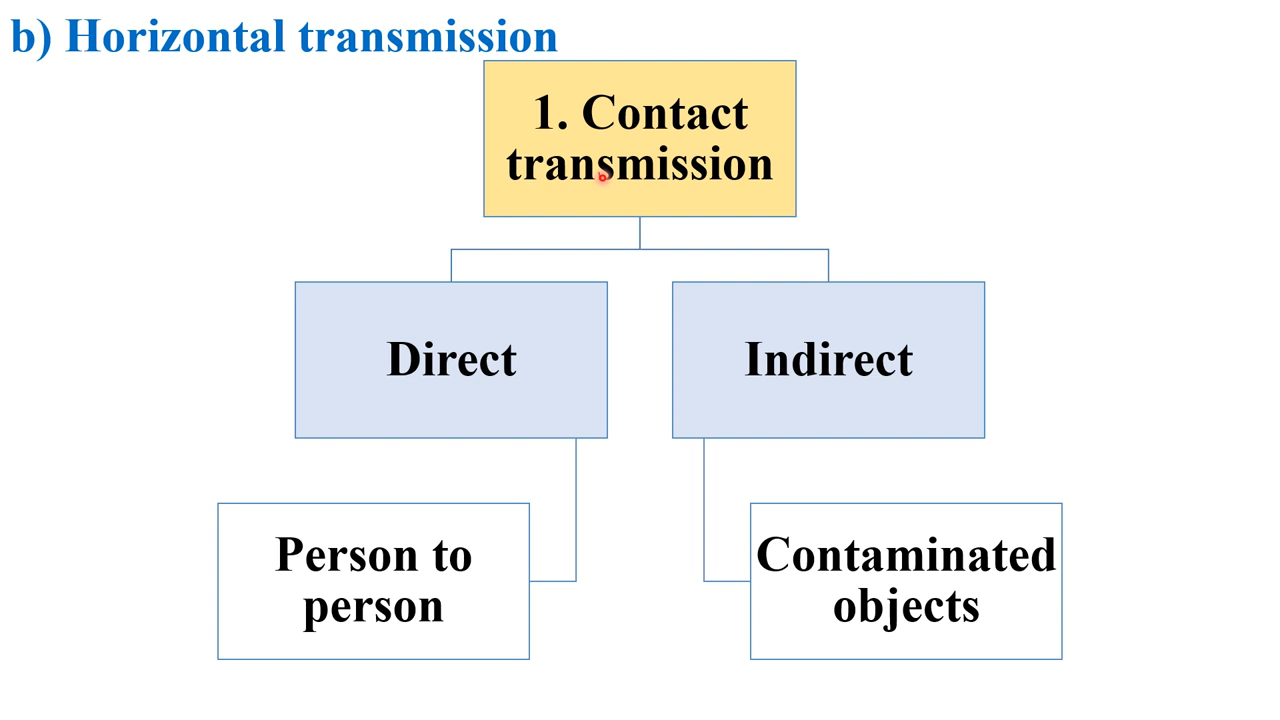 b) Horizontal transmission
1. Contact
transmission
Direct
Indirect
Person to
person
Contaminated
objects